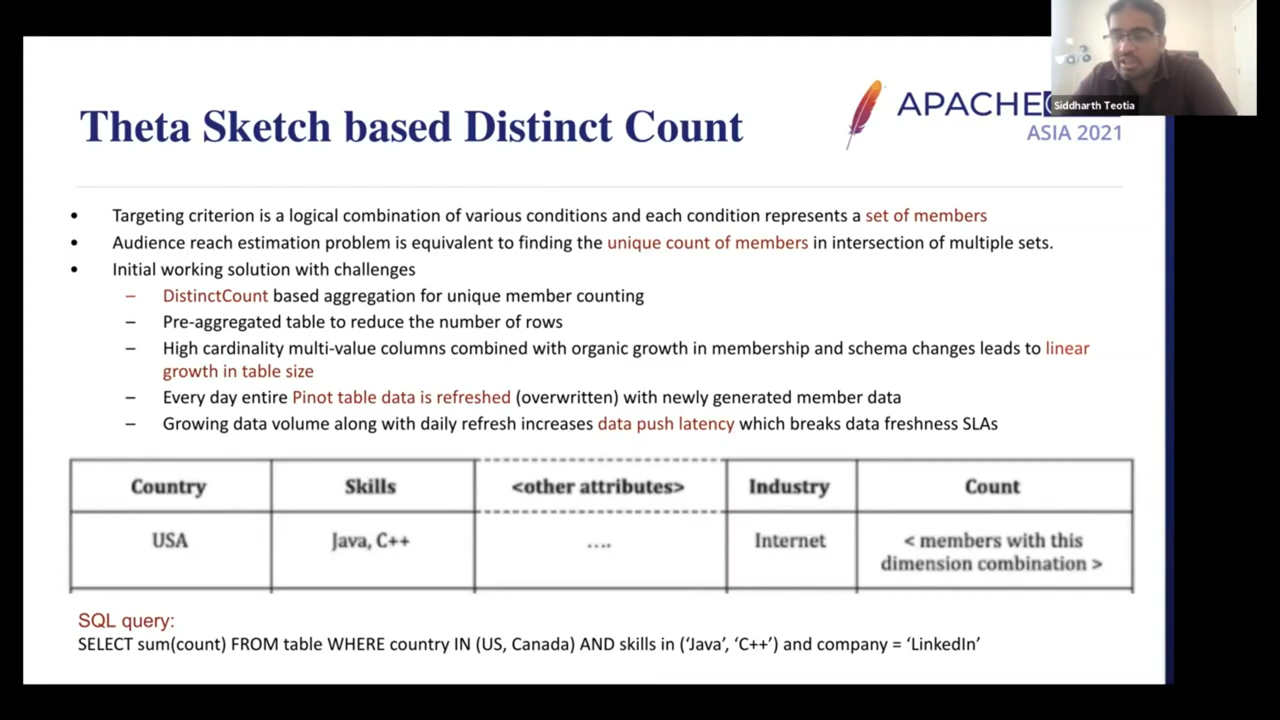 Siddharth Teotia
APACHE
ASIA 2021
Theta Sketch based Distinct Count
• Targeting criterion is a logical combination of various conditions and each condition represents a set of members
• Audience reach estimation problem is equivalent to finding the unique count of members in intersection of multiple sets.
• Initial working solution with challenges
– DistinctCount based aggregation for unique member counting
– Pre-aggregated table to reduce the number of rows
– High cardinality multi-value columns combined with organic growth in membership and schema changes leads to linear
growth in table size
– Every day entire Pinot table data is refreshed (overwritten) with newly generated member data
– Growing data volume along with daily refresh increases data push latency which breaks data freshness SLAs
Country Skills <other attributes> Industry Count
USA Java, C++ .... Internet < members with this
dimension combination >
SQL query:
SELECT sum(count) FROM table WHERE country IN (US, Canada) AND skills in (‘Java’, ‘C++’) and company = ‘LinkedIn’